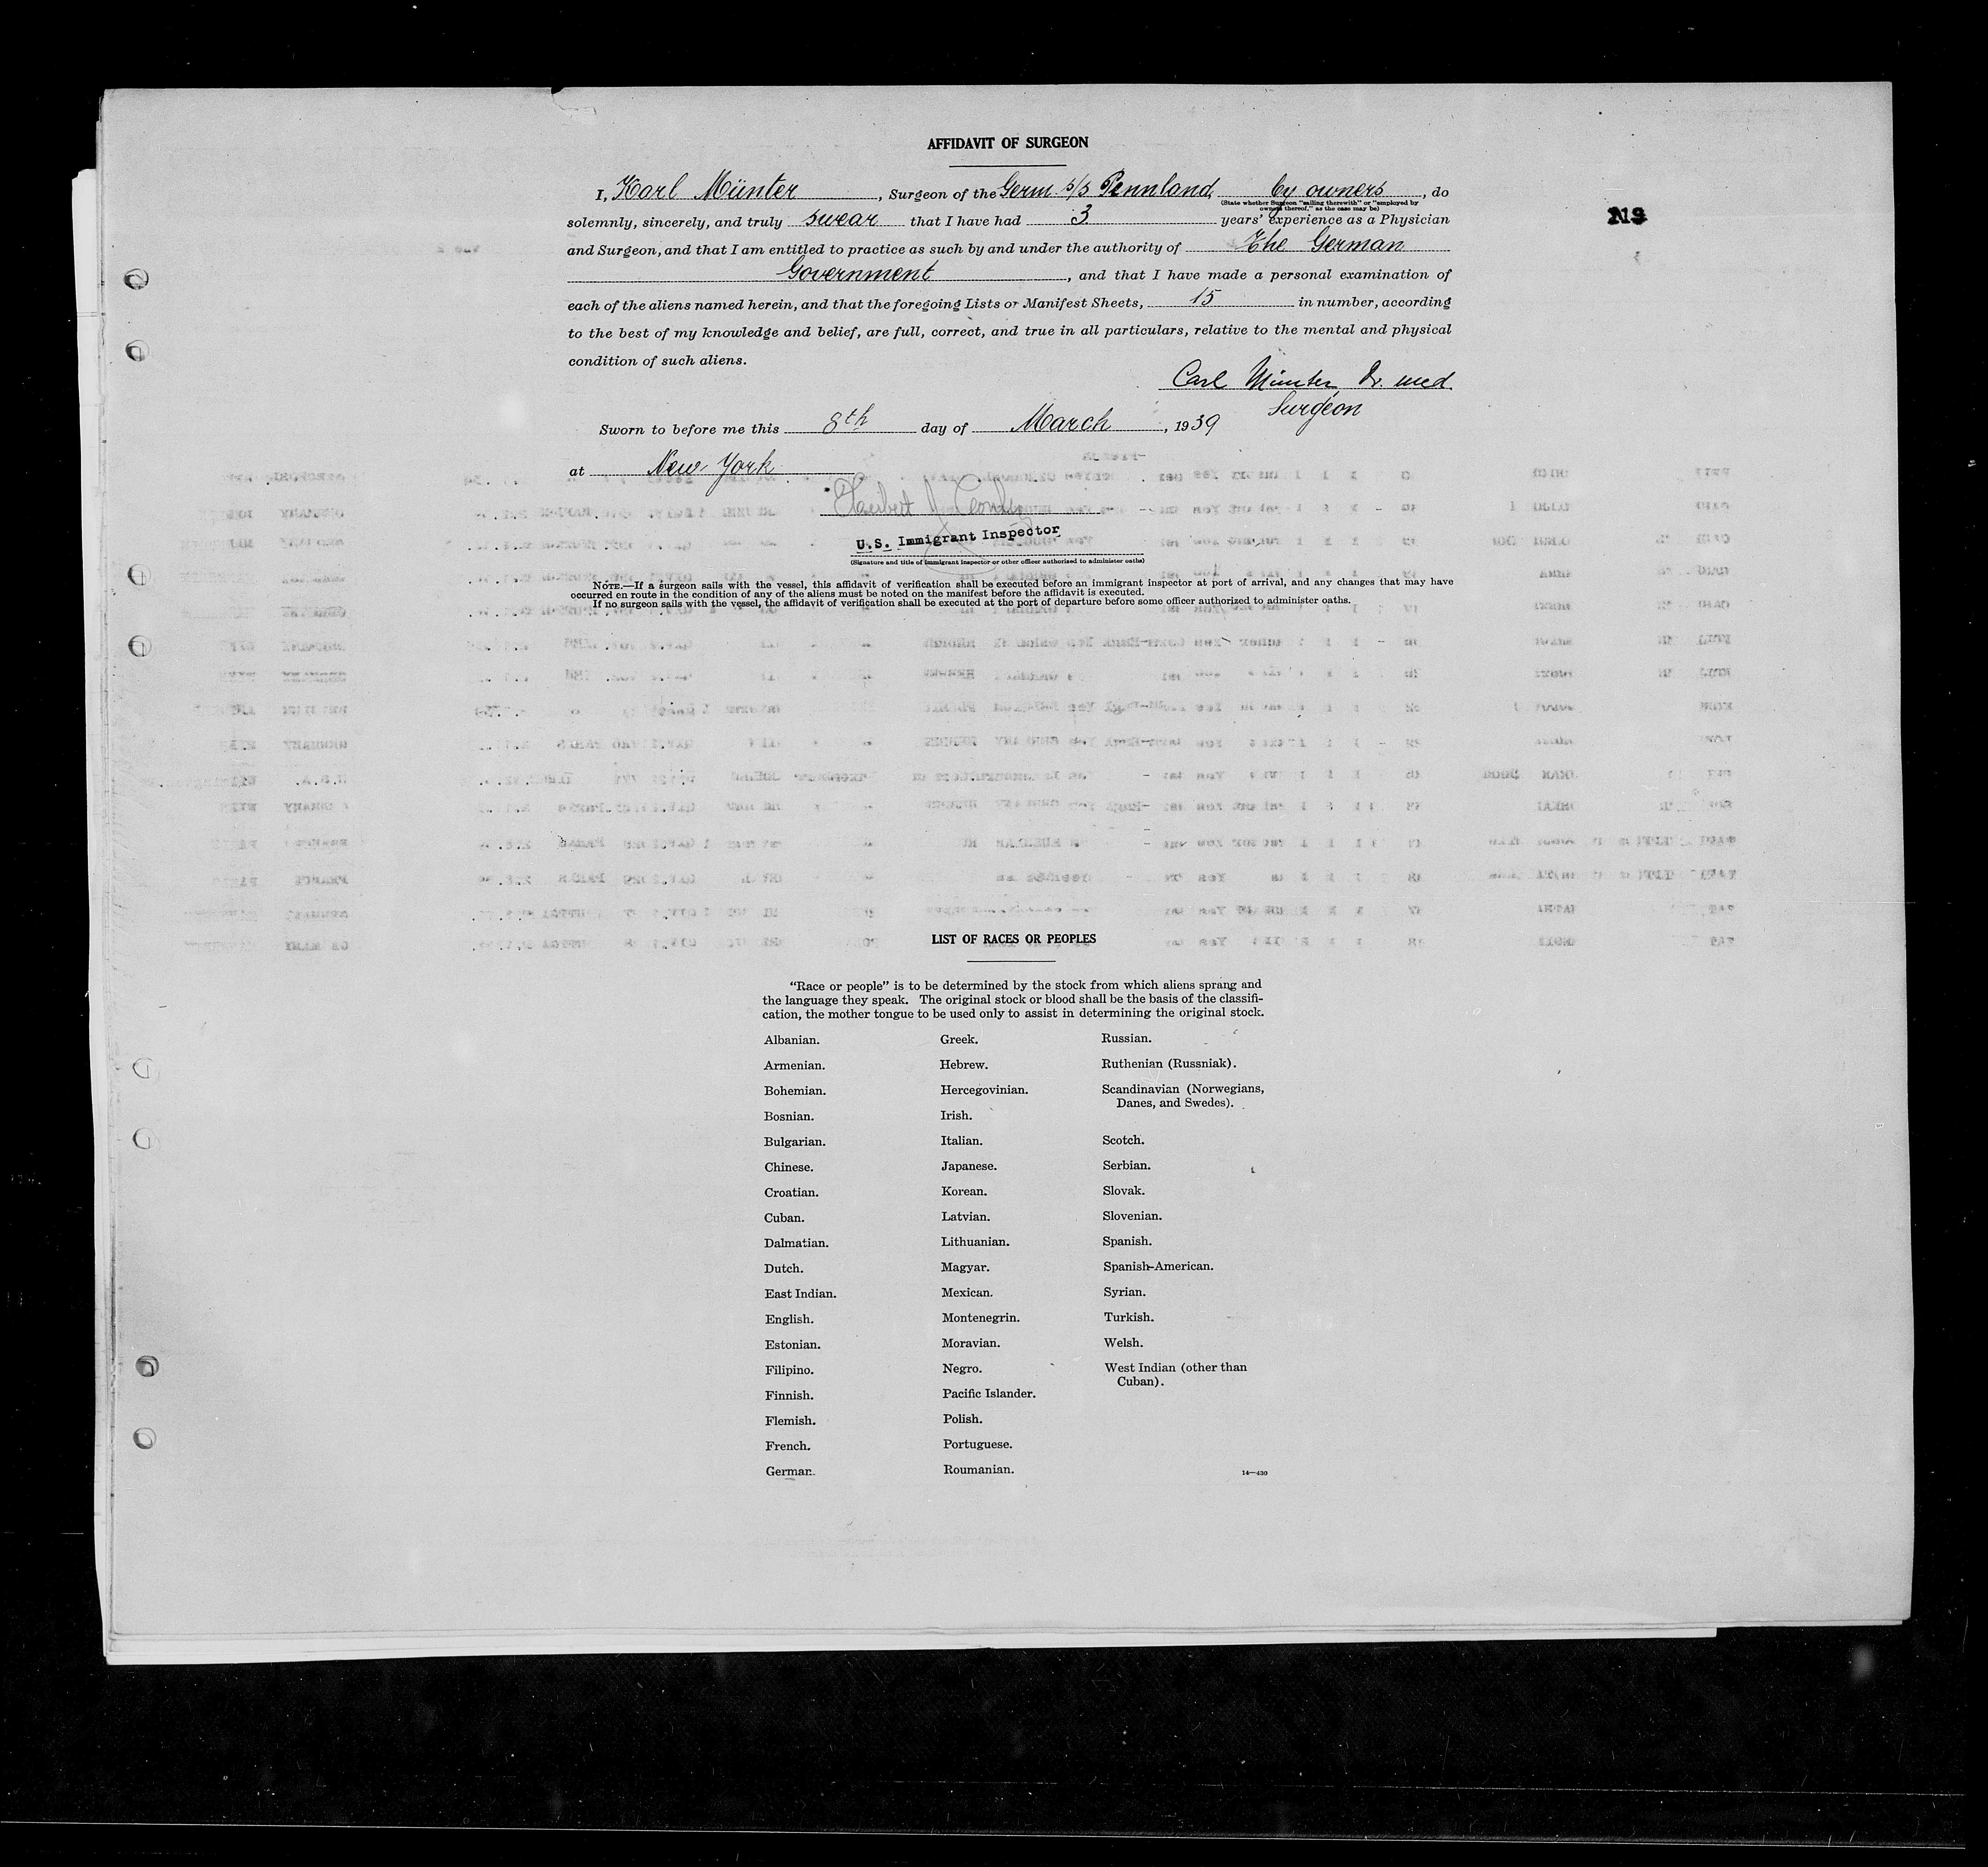 AFFIDAVIT OF SURGEON
I, Karl Münter, Surgeon of the Germ. s/s Pennland, by owners, do
(State whether Surgeon "sailing therewith" or "employed by
owners thereof," as the case may be)
solemnly, sincerely, and truly swear that I have had 3 years' experience as a Physician
and Surgeon, and that I am entitled to practice as such by and under the authority of The German
Government, and that I have made a personal examination of
each of the aliens named herein, and that the foregoing Lists or Manifest Sheets, 15 in number, according
to the best of my knowledge and belief, are full, correct, and true in all particulars, relative to the mental and physical
condition of such aliens.
Carl Münter Dr. med.
Surgeon
Sworn to before me this 8th day of March, 1939
at New York
U.S. Immigrant Inspector
(Signature and title of immigrant inspector or other officer authorized to administer oaths)
NOTE.—If a surgeon sails with the vessel, this affidavit of verification shall be executed before an immigrant inspector at port of arrival, and any changes that may have
occurred en route in the condition of any of the aliens must be noted on the manifest before the affidavit is executed.
If no surgeon sails with the vessel, the affidavit of verification shall be executed at the port of departure before some officer authorized to administer oaths.
LIST OF RACES OR PEOPLES
"Race or people" is to be determined by the stock from which aliens sprang and
the language they speak. The original stock or blood shall be the basis of the classifi-
cation, the mother tongue to be used only to assist in determining the original stock.
Albanian.
Armenian.
Bohemian.
Bosnian.
Bulgarian.
Chinese.
Croatian.
Cuban.
Dalmatian.
Dutch.
East Indian.
English.
Estonian.
Filipino.
Finnish.
Flemish.
French.
German.
Greek.
Hebrew.
Hercegovinian.
Irish.
Italian.
Japanese.
Korean.
Latvian.
Lithuanian.
Magyar.
Mexican.
Montenegrin.
Moravian.
Negro.
Pacific Islander.
Polish.
Portuguese.
Roumanian.
Russian.
Ruthenian (Russniak).
Scandinavian (Norwegians,
Danes, and Swedes).
Scotch.
Serbian.
Slovak.
Slovenian.
Spanish.
Spanish-American.
Syrian.
Turkish.
Welsh.
West Indian (other than
Cuban).
14—430